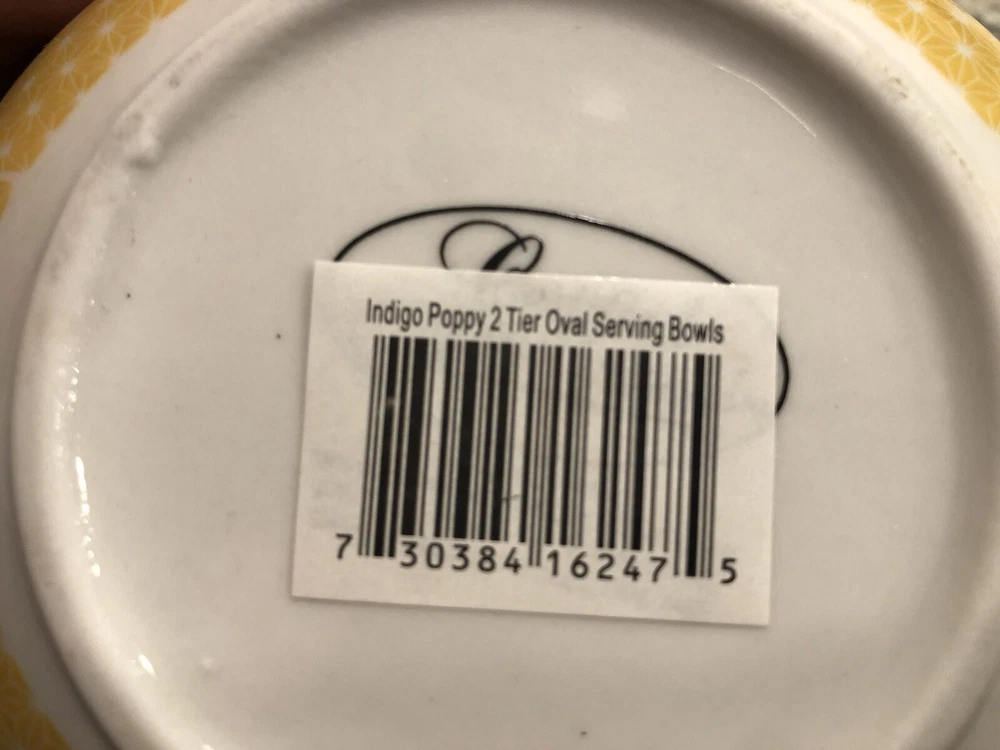 Indigo Poppy 2 Tier Oval Serving Bowls
7 30384 16247 5